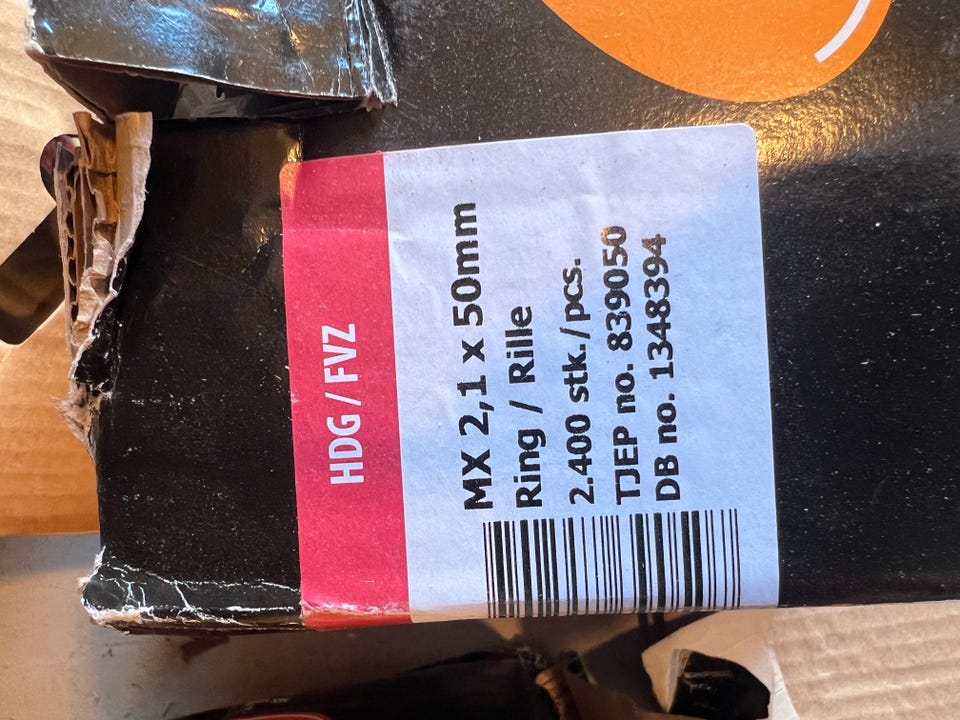 HDG / FVZ
MX 2,1 x 50mm
Ring / Rille
2.400 stk./pcs.
TJEP no. 839050
DB no. 1348394